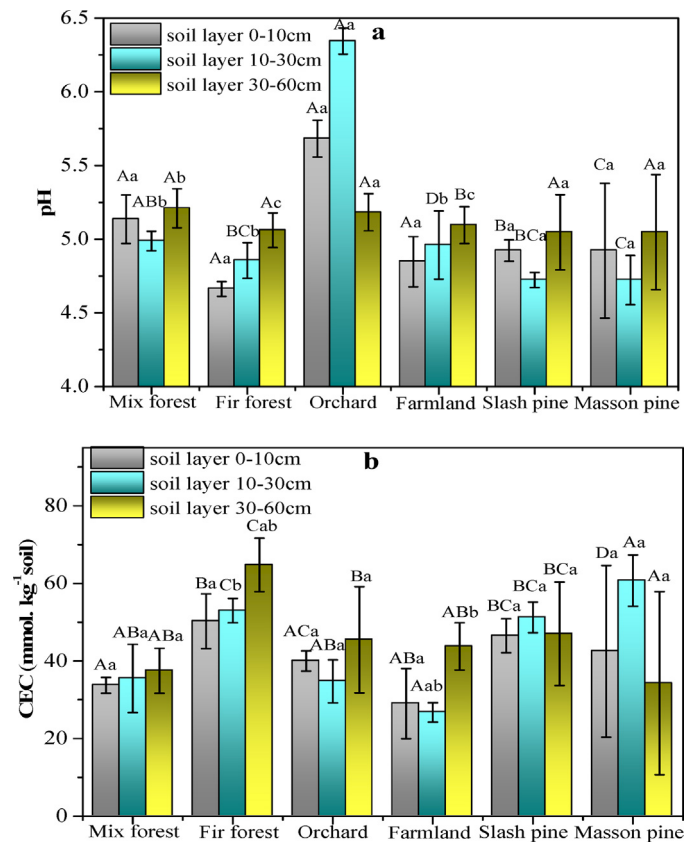 6.5
a
Aa
soil layer 0-10cm
soil layer 10-30cm
soil layer 30-60cm
6.0
Aa
5.5
Aa
ABb
Ab
Aa
BCb
Ac
Aa
Aa
Db
Bc
Ba
BCa
Aa
Ca
Ca
Aa
pH
5.0
4.5
4.0
Mix forest
Fir forest
Orchard
Farmland
Slash pine
Masson pine
b
soil layer 0-10cm
soil layer 10-30cm
soil layer 30-60cm
80
Aa
ABa
ABa
Ba
Cb
Cab
ACa
ABa
Ba
ABa
Aab
ABb
BCa
BCa
BCa
Da
Aa
Aa
CEC (mmol. kg-1soil)
60
40
20
0
Mix forest
Fir forest
Orchard
Farmland
Slash pine
Masson pine